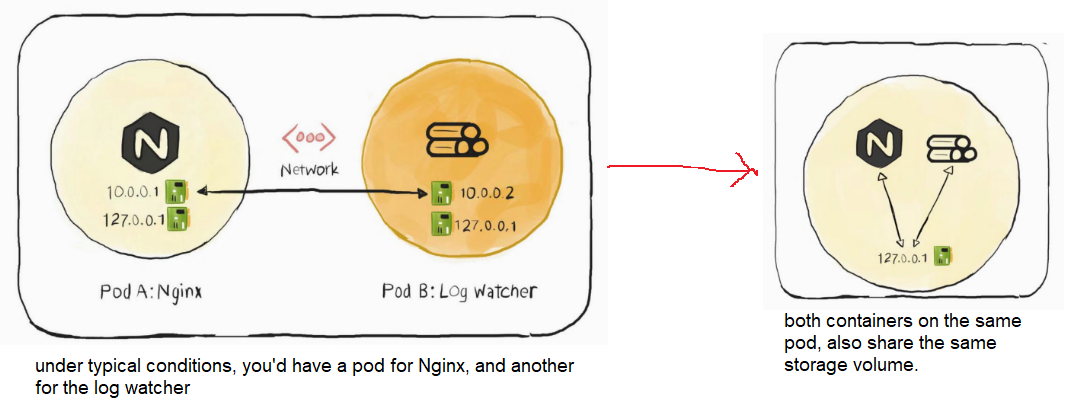 N
Network
10.0.0.1
10.0.0.2
127.0.0.1
127.0.0.1
Pod A: Nginx
Pod B: Log Watcher
under typical conditions, you'd have a pod for Nginx, and another
for the log watcher
N
127.0.0.1
both containers on the same
pod, also share the same
storage volume.